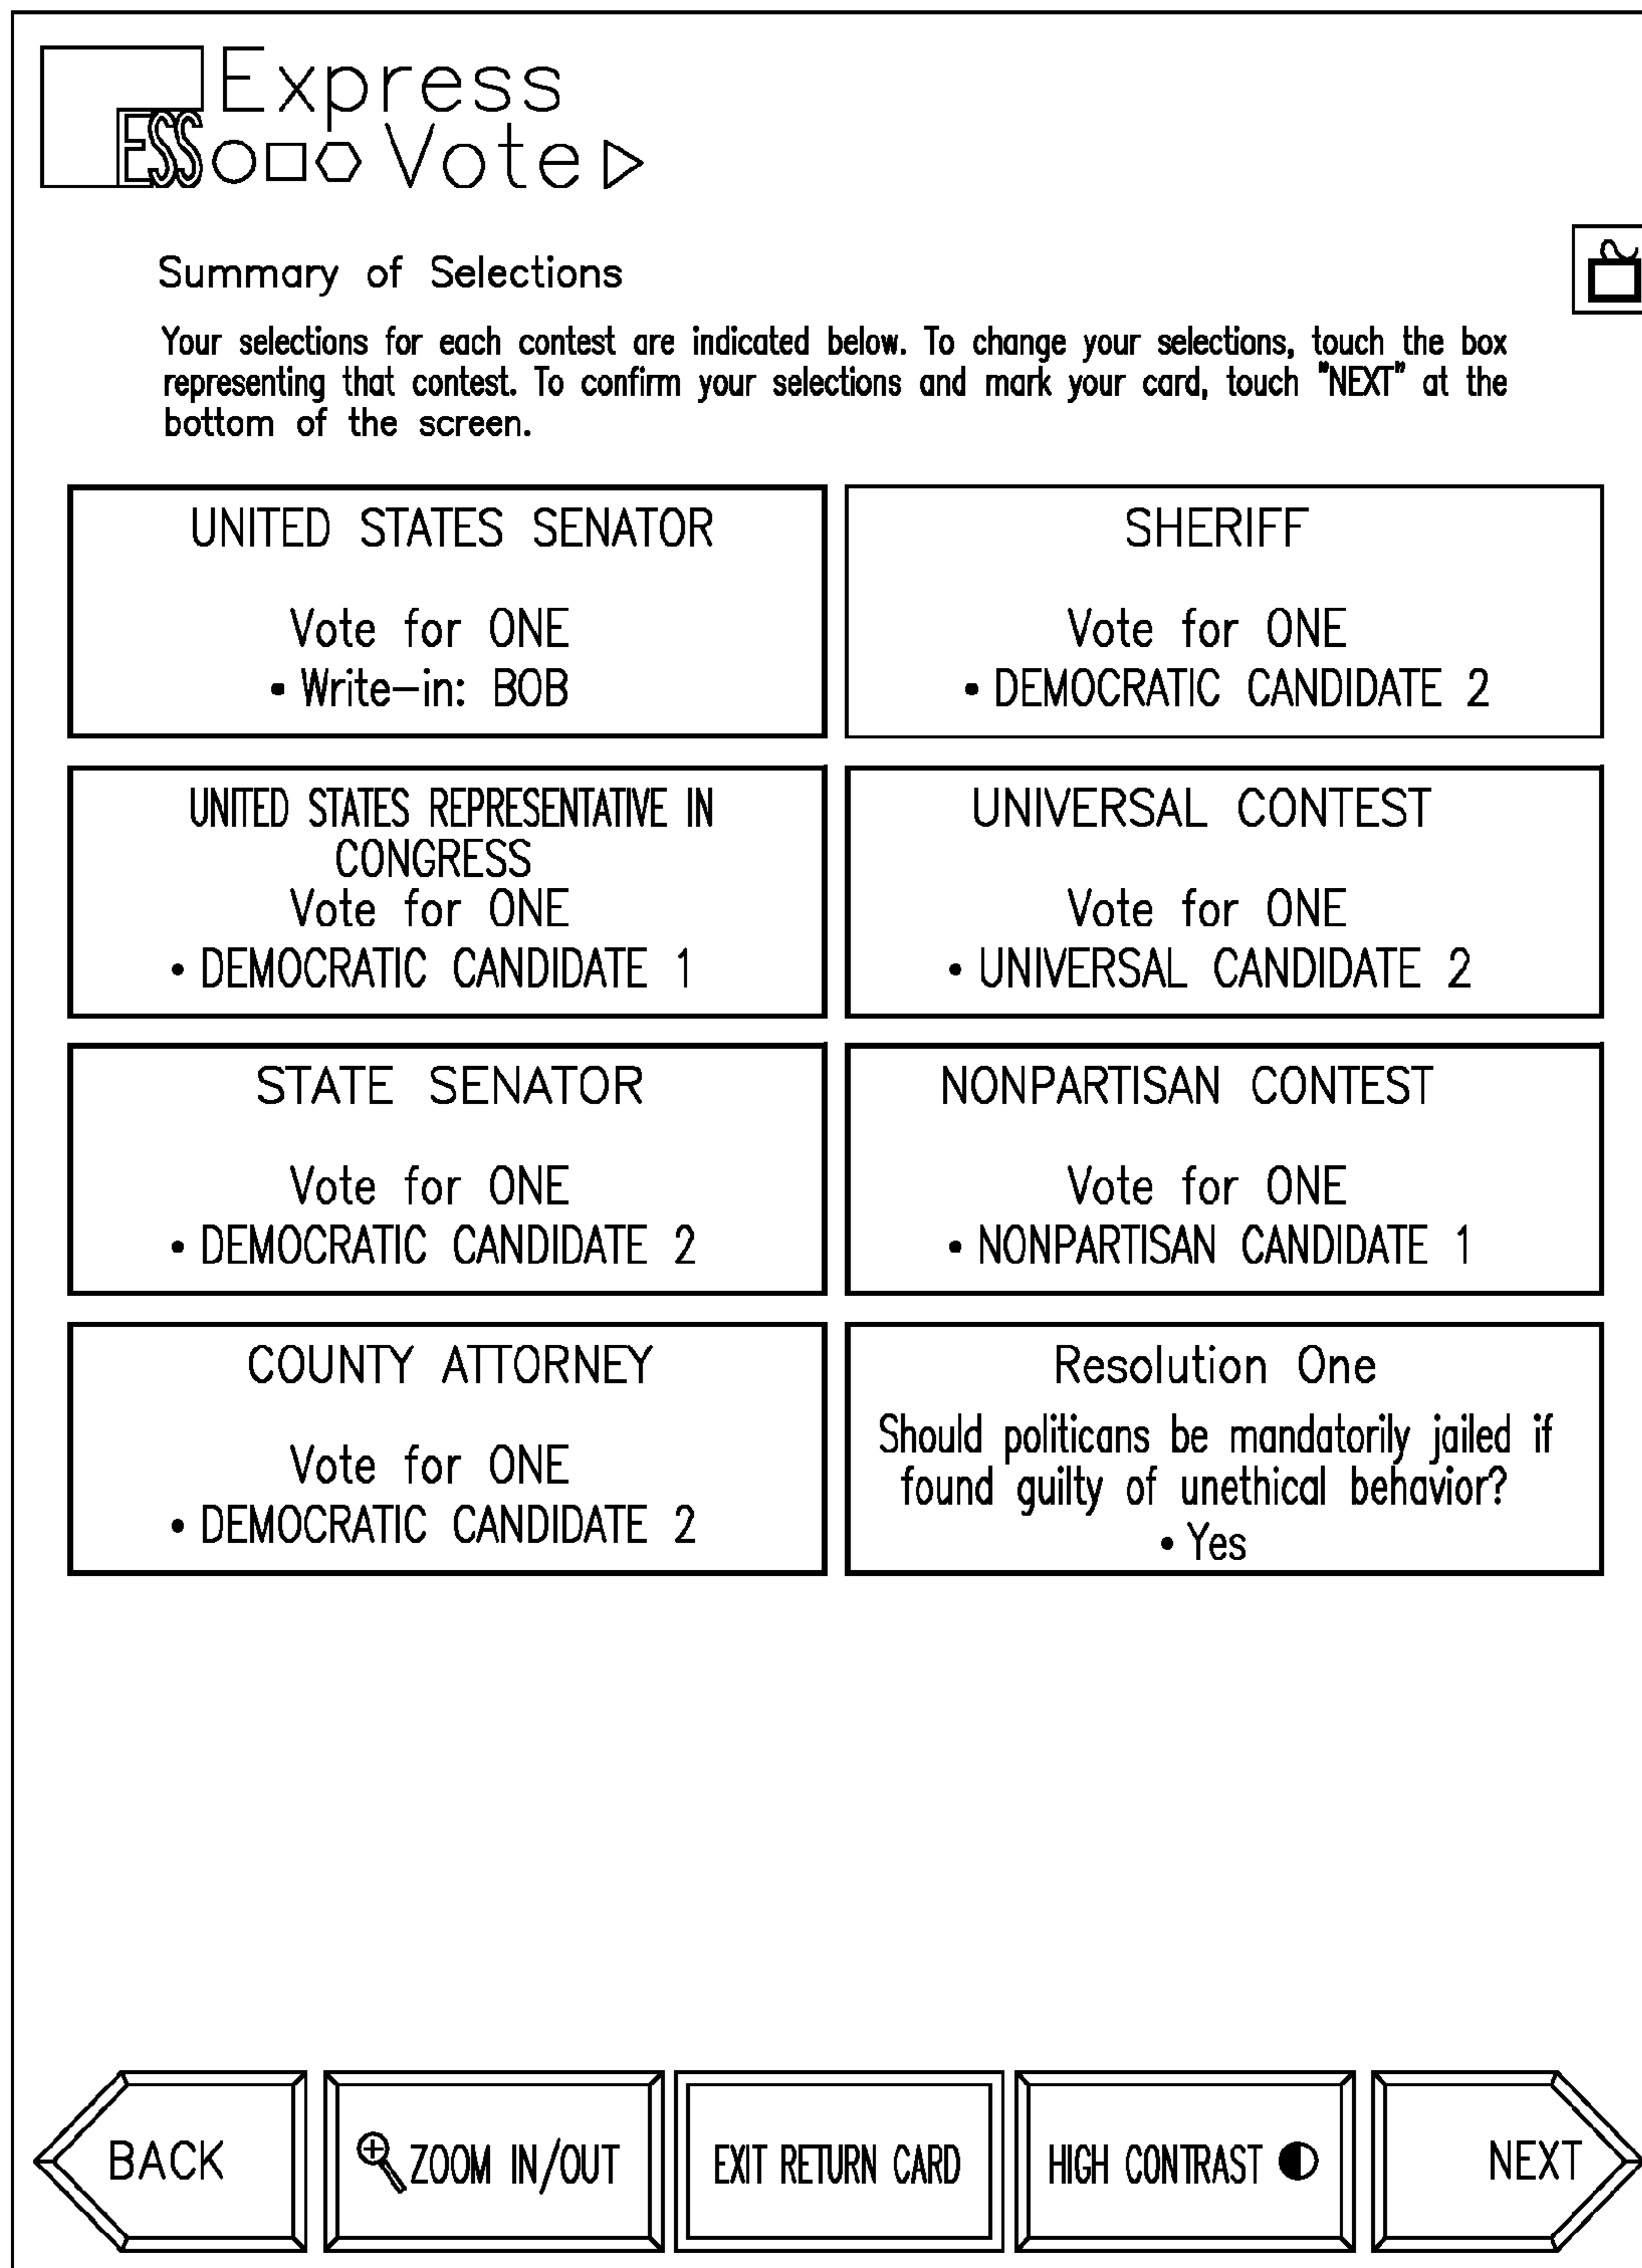 Express
ESS Vote
Summary of Selections
Your selections for each contest are indicated below. To change your selections, touch the box
representing that contest. To confirm your selections and mark your card, touch "NEXT" at the
bottom of the screen.
UNITED STATES SENATOR
Vote for ONE
• Write-in: BOB
SHERIFF
Vote for ONE
• DEMOCRATIC CANDIDATE 2
UNITED STATES REPRESENTATIVE IN
CONGRESS
Vote for ONE
• DEMOCRATIC CANDIDATE 1
UNIVERSAL CONTEST
Vote for ONE
• UNIVERSAL CANDIDATE 2
STATE SENATOR
Vote for ONE
• DEMOCRATIC CANDIDATE 2
NONPARTISAN CONTEST
Vote for ONE
• NONPARTISAN CANDIDATE 1
COUNTY ATTORNEY
Vote for ONE
• DEMOCRATIC CANDIDATE 2
Resolution One
Should politicans be mandatorily jailed if
found guilty of unethical behavior?
• Yes
BACK
ZOOM IN/OUT
EXIT RETURN CARD
HIGH CONTRAST
NEXT